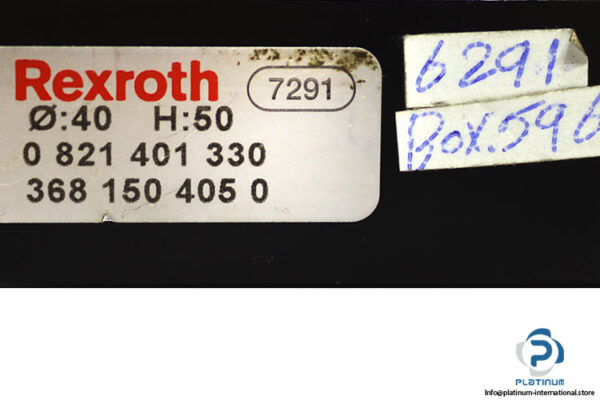 Rexroth 7291
Ø:40 H:50
0 821 401 330
368 150 405 0
6291
Box.596
PLATINUM
Info@platinum-international.store